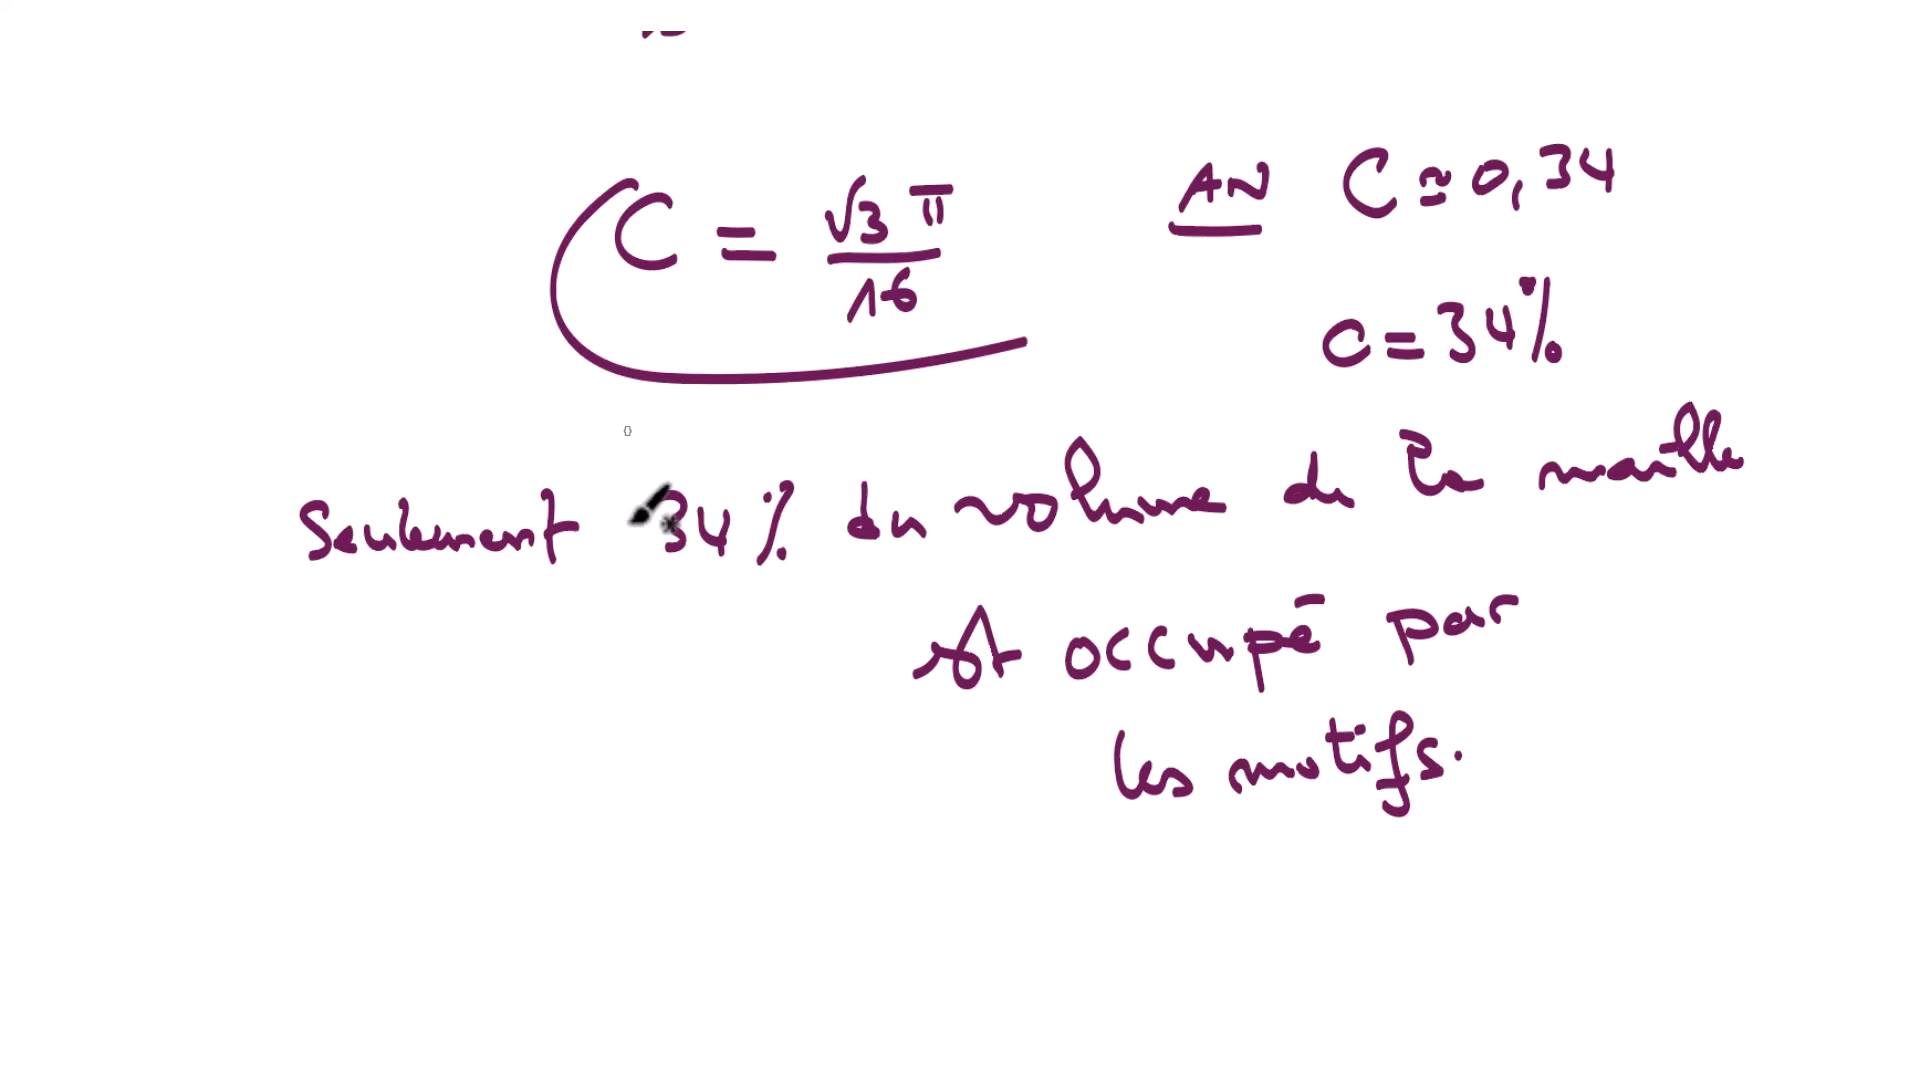 C = √3 π / 16
AN C ≃ 0,34
C = 34%
Seulement 34% du volume de la maille
est occupé par
les motifs.